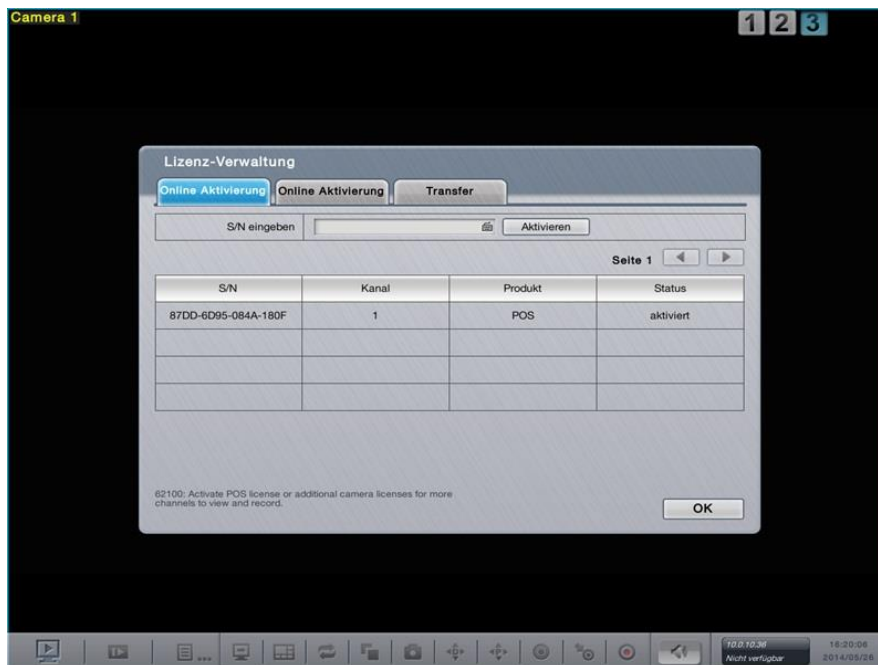 Camera 1
1 2 3
Lizenz-Verwaltung
Online Aktivierung Online Aktivierung Transfer
S/N eingeben Aktivieren
Seite 1
S/N Kanal Produkt Status
87DD-6D95-084A-180F 1 POS aktiviert
62100: Activate POS license or additional camera licenses for more
channels to view and record.
OK
10.0.10.36 16:20:06
Nicht verfügbar 2014/05/26